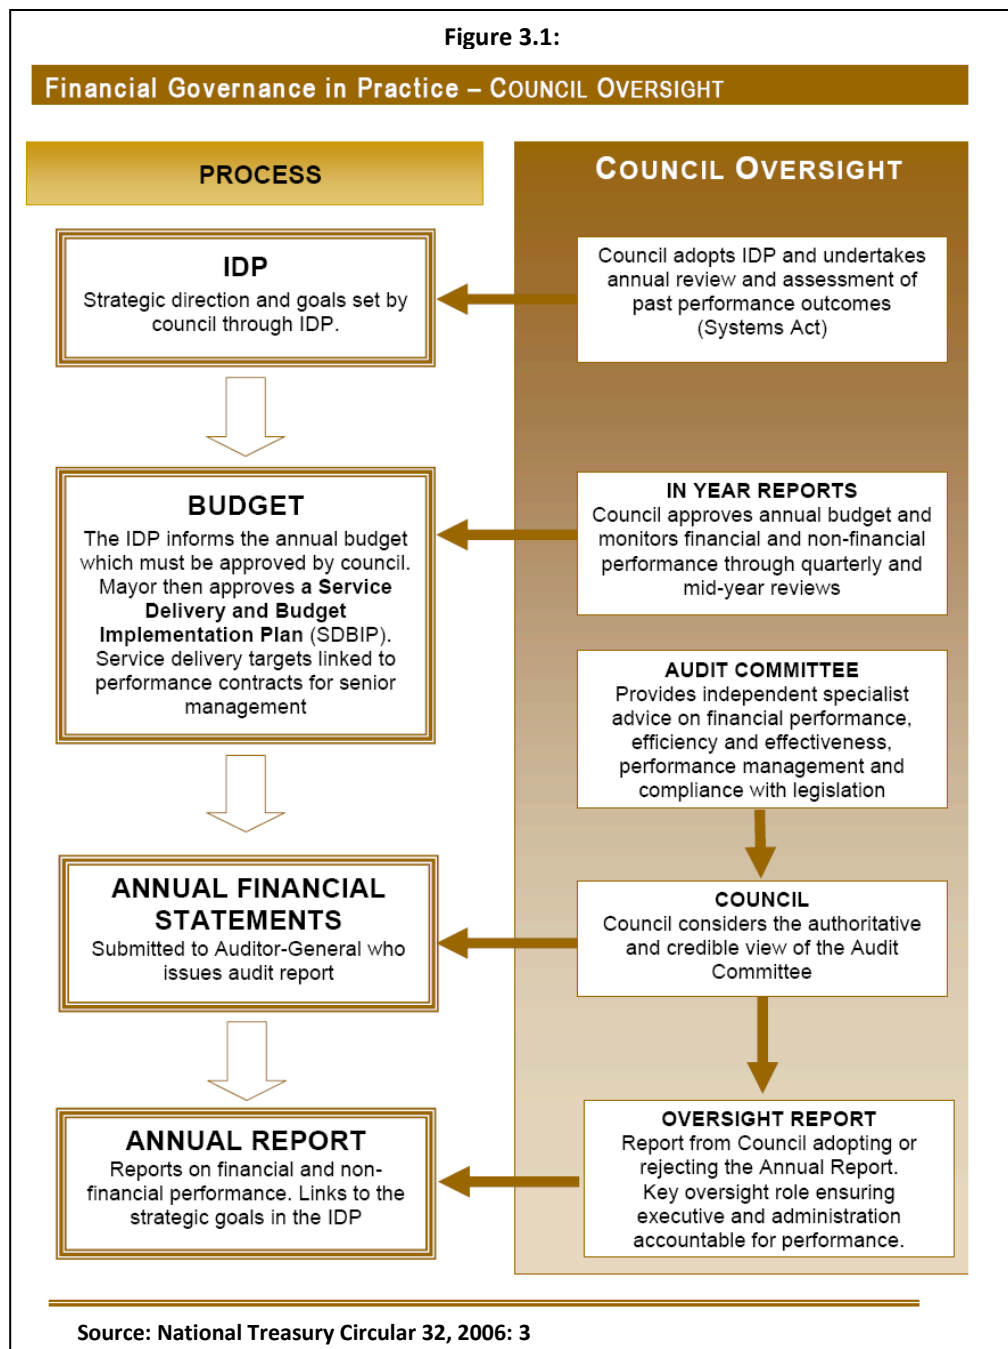 Figure 3.1:
Financial Governance in Practice – COUNCIL OVERSIGHT
PROCESS
IDP
Strategic direction and goals set by
council through IDP.
BUDGET
The IDP informs the annual budget
which must be approved by council.
Mayor then approves a Service
Delivery and Budget
Implementation Plan (SDBIP).
Service delivery targets linked to
performance contracts for senior
management
ANNUAL FINANCIAL
STATEMENTS
Submitted to Auditor-General who
issues audit report
ANNUAL REPORT
Reports on financial and non-
financial performance. Links to the
strategic goals in the IDP
COUNCIL OVERSIGHT
Council adopts IDP and undertakes
annual review and assessment of
past performance outcomes
(Systems Act)
IN YEAR REPORTS
Council approves annual budget and
monitors financial and non-financial
performance through quarterly and
mid-year reviews
AUDIT COMMITTEE
Provides independent specialist
advice on financial performance,
efficiency and effectiveness,
performance management and
compliance with legislation
COUNCIL
Council considers the authoritative
and credible view of the Audit
Committee
OVERSIGHT REPORT
Report from Council adopting or
rejecting the Annual Report.
Key oversight role ensuring
executive and administration
accountable for performance.
Source: National Treasury Circular 32, 2006: 3